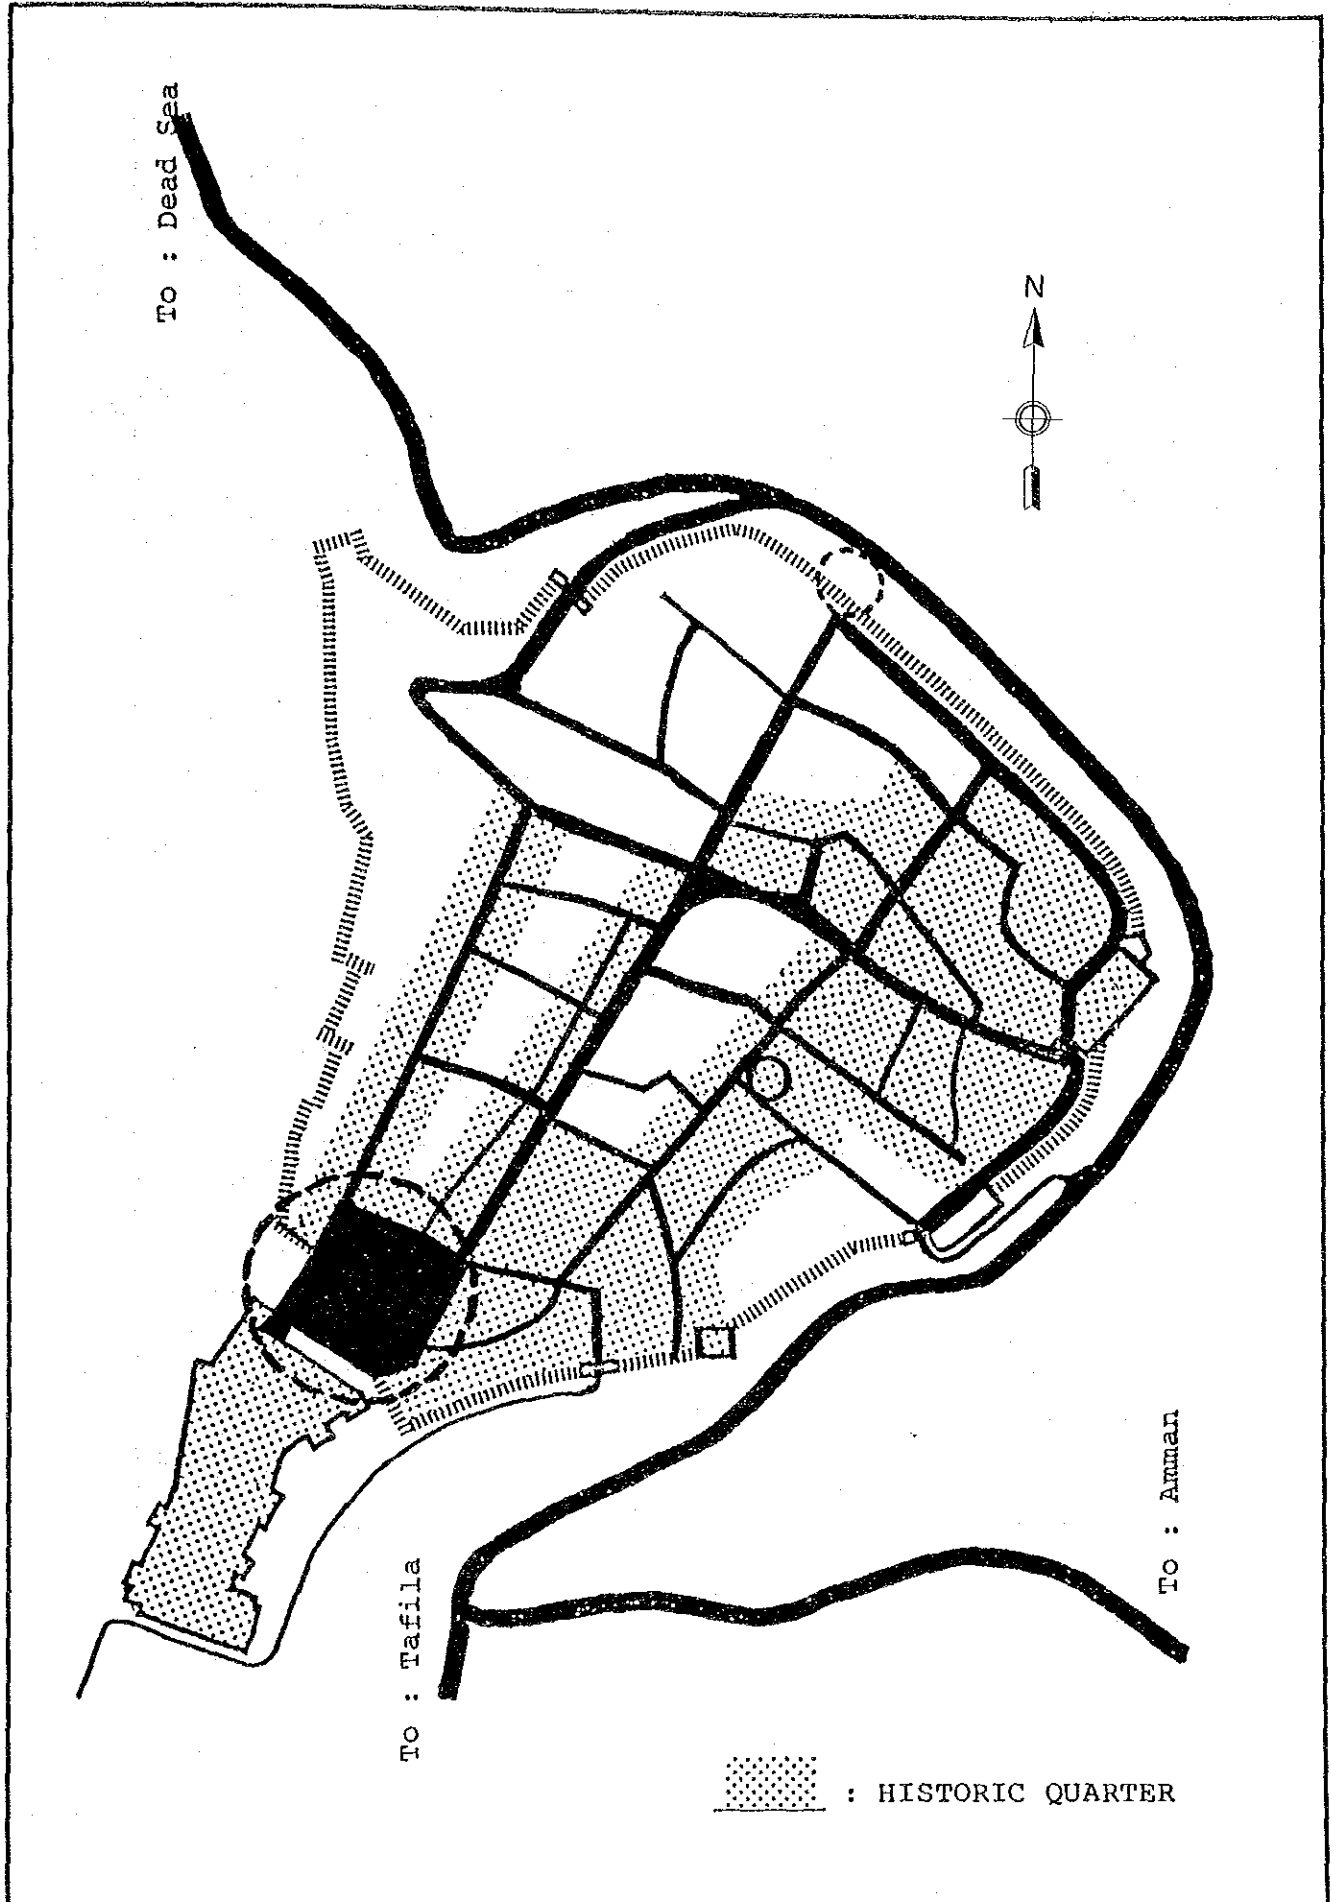 To : Dead Sea
N
To : Tafila
To : Amman
: HISTORIC QUARTER